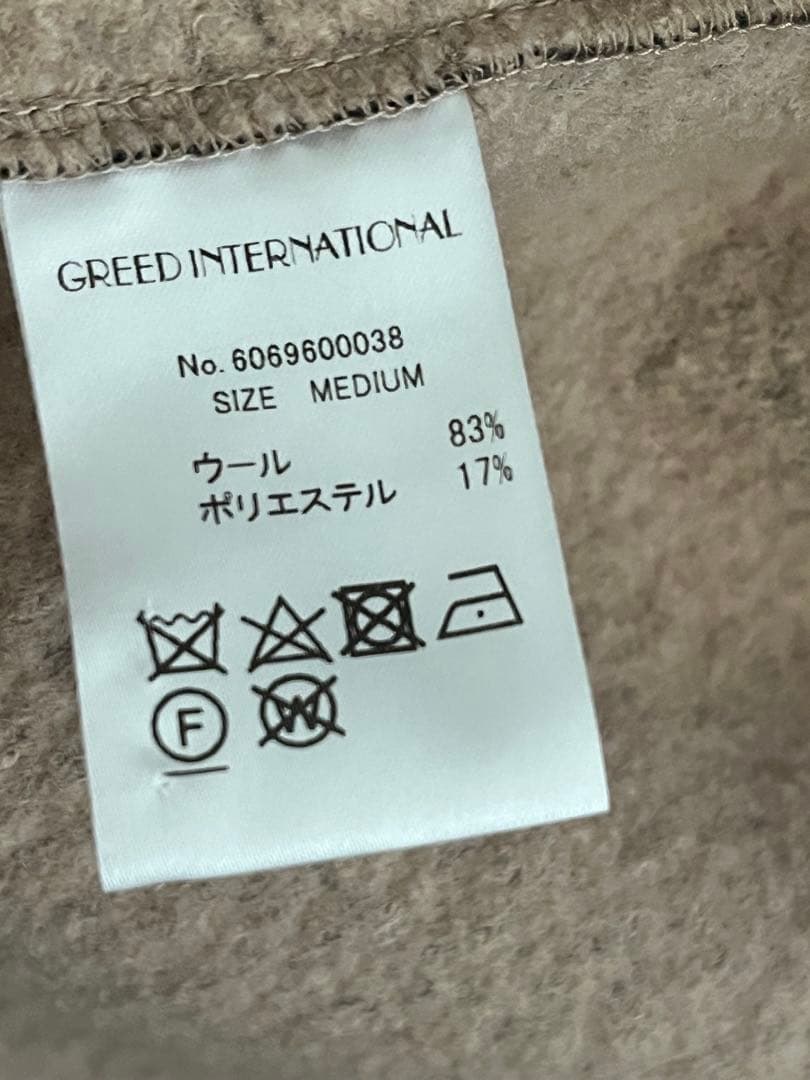 GREED INTERNATIONAL
No. 6069600038
SIZE MEDIUM
ウール 83%
ポリエステル 17%
F W